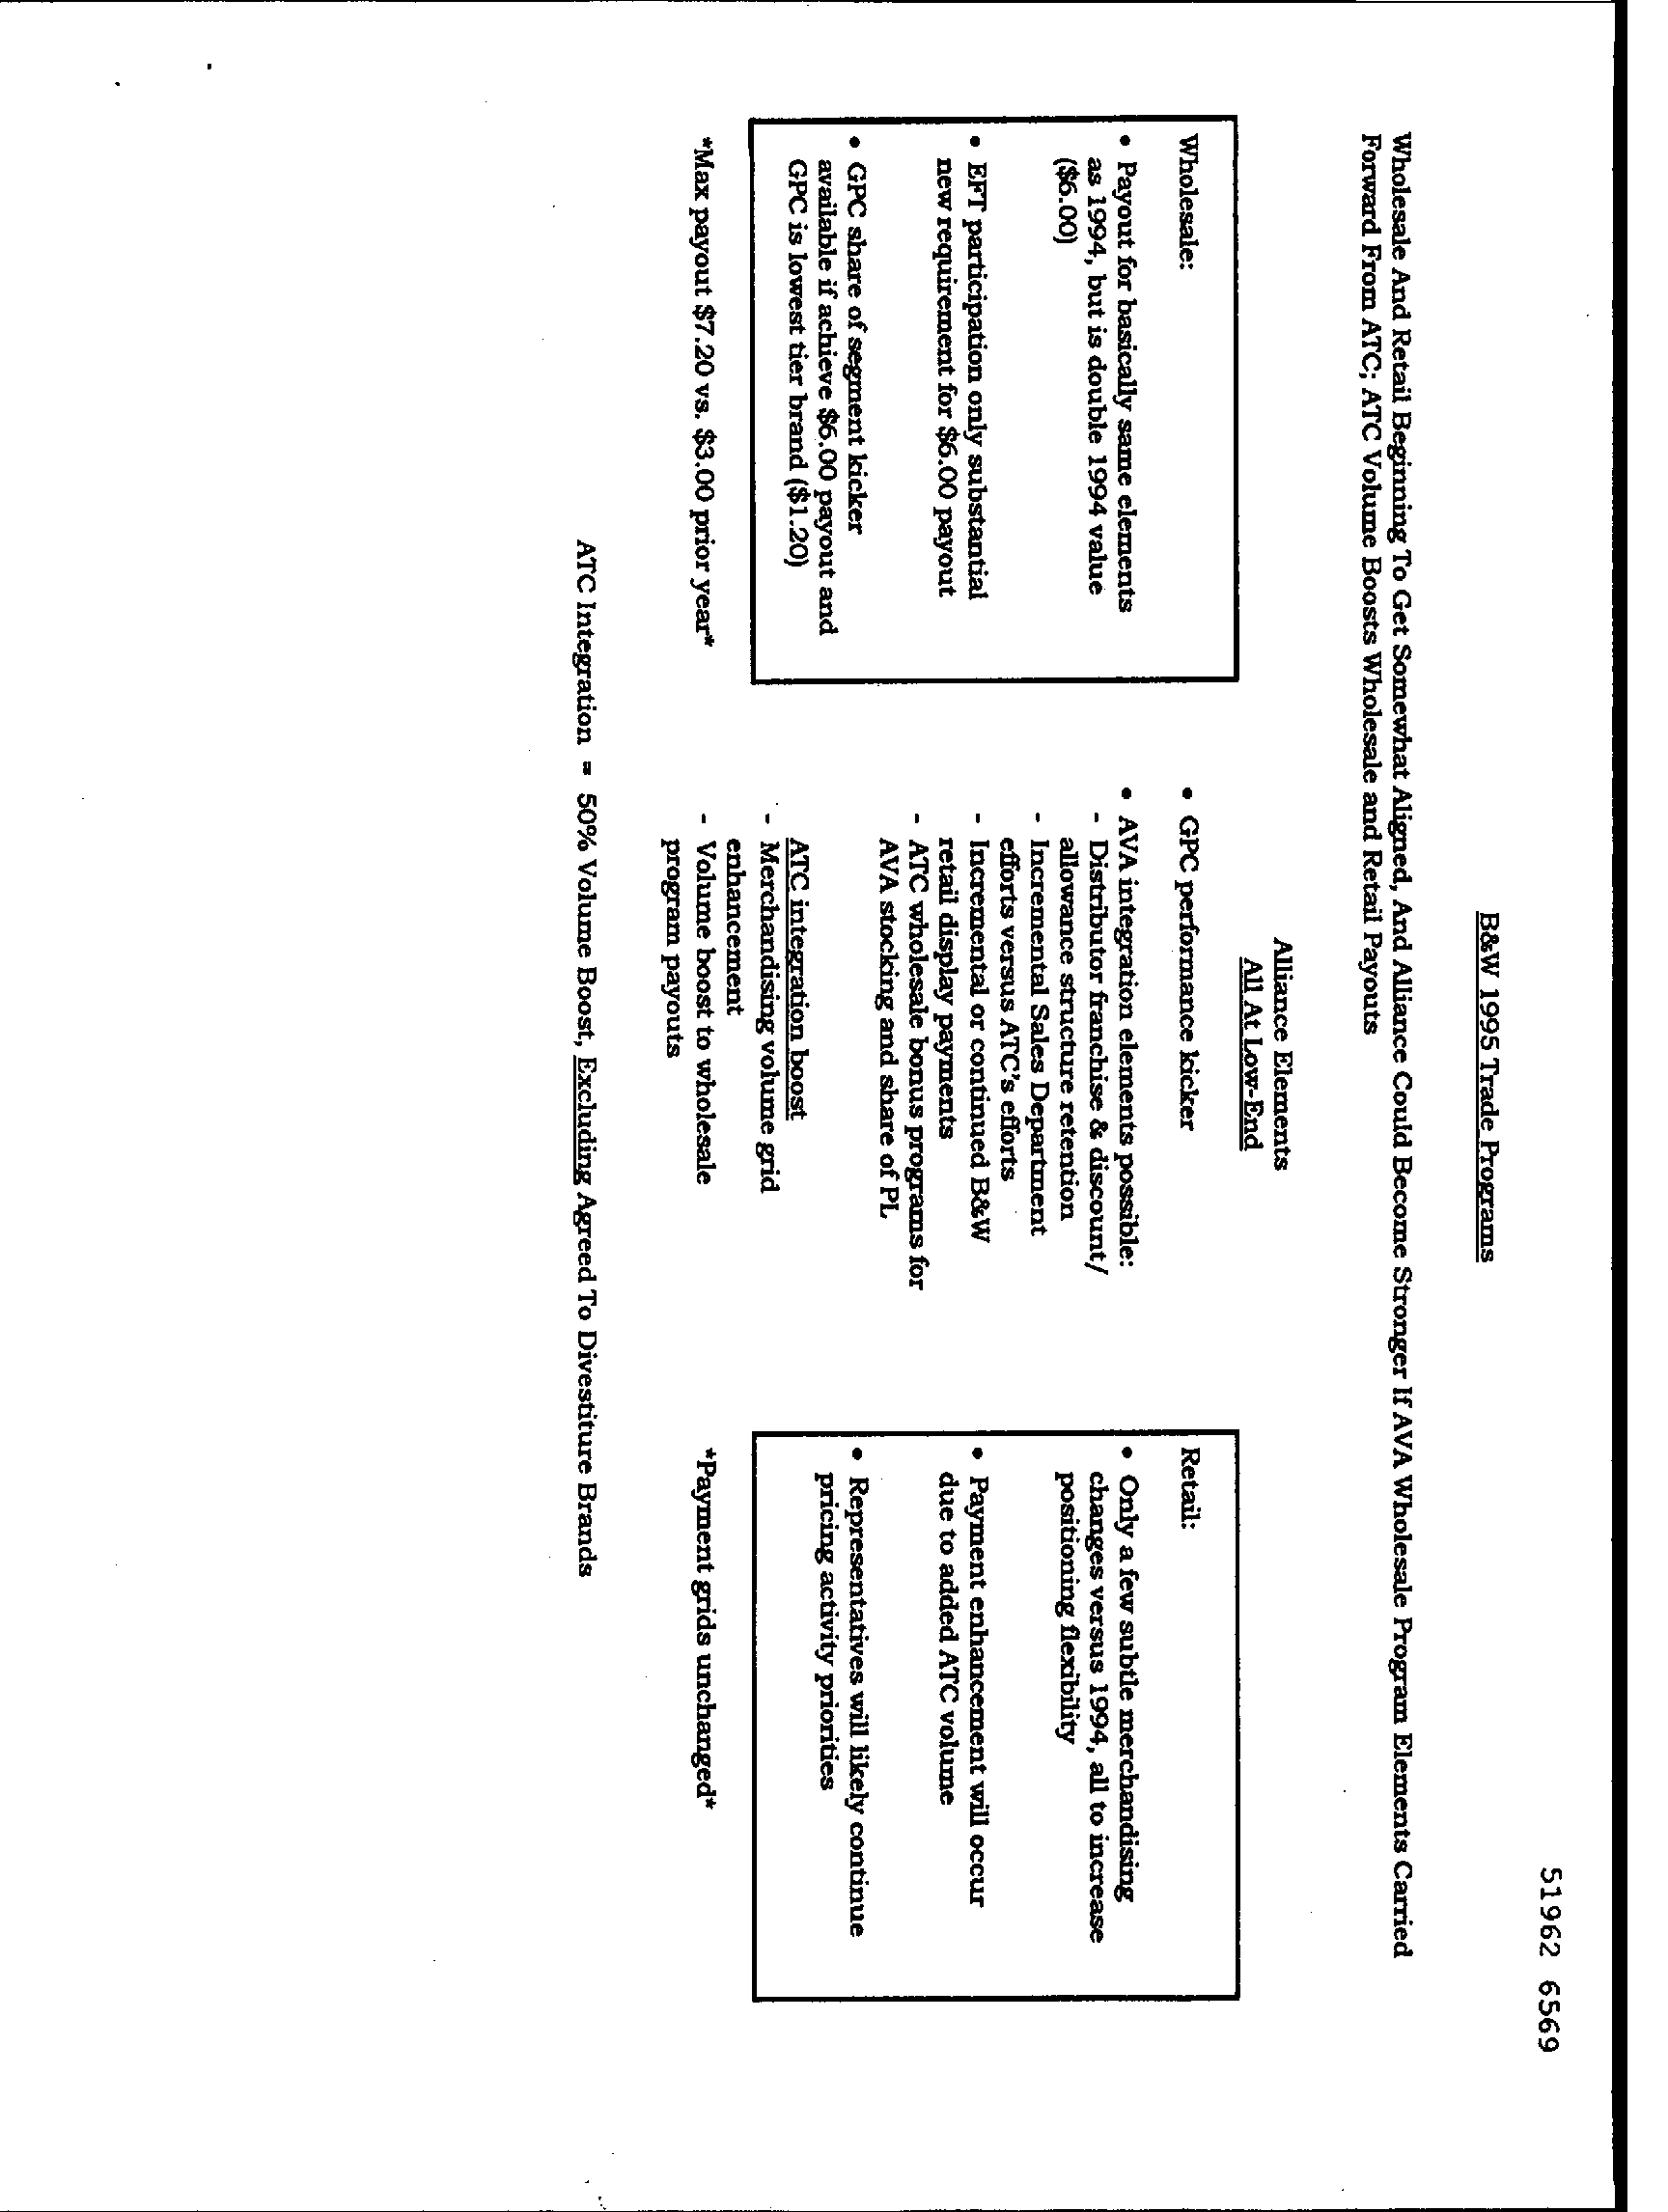 51962 6569
B&W 1995 Trade Programs
Wholesale And Retail Beginning To Get Somewhat Aligned, And Alliance Could Become Stronger If AVA Wholesale Program Elements Carried
Forward From ATC; ATC Volume Boosts Wholesale and Retail Payouts
Wholesale:
• Payout for basically same elements
as 1994, but is double 1994 value
($6.00)
• EFT participation only substantial
new requirement for $6.00 payout
• GPC share of segment kicker
available if achieve $6.00 payout and
GPC is lowest tier brand ($1.20)
*Max payout $7.20 vs. $3.00 prior year*
Alliance Elements
All At Low-End
• GPC performance kicker
• AVA integration elements possible:
- Distributor franchise & discount/
allowance structure retention
- Incremental Sales Department
efforts versus ATC's efforts
- Incremental or continued B&W
retail display payments
- ATC wholesale bonus programs for
AVA stocking and share of PL
ATC integration boost
- Merchandising volume grid
enhancement
- Volume boost to wholesale
program payouts
Retail:
• Only a few subtle merchandising
changes versus 1994, all to increase
positioning flexibility
• Payment enhancement will occur
due to added ATC volume
• Representatives will likely continue
pricing activity priorities
*Payment grids unchanged*
ATC Integration = 50% Volume Boost, Excluding Agreed To Divestiture Brands